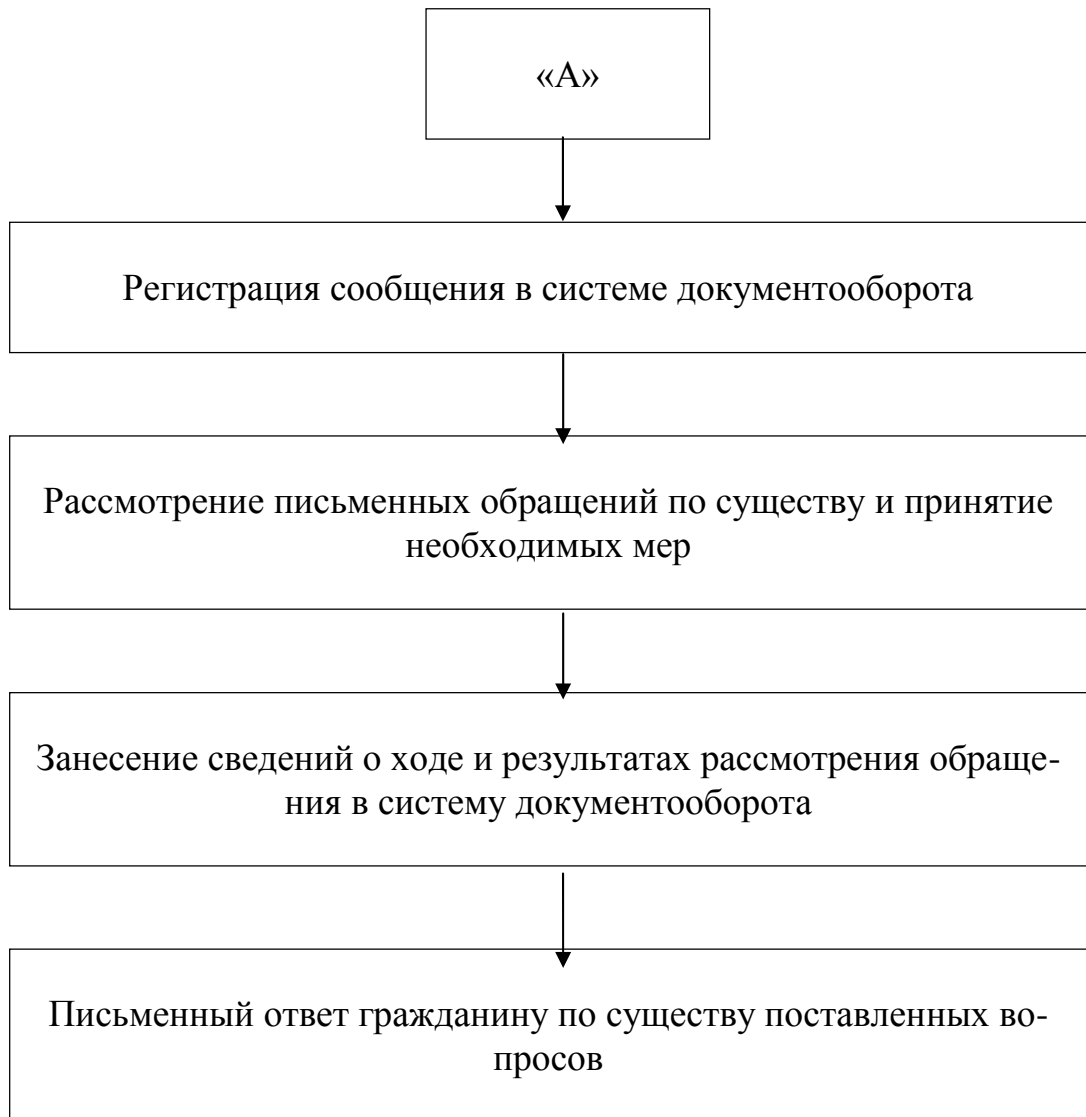 «А»
Регистрация сообщения в системе документооборота
Рассмотрение письменных обращений по существу и принятие
необходимых мер
Занесение сведений о ходе и результатах рассмотрения обраще-
ния в систему документооборота
Письменный ответ гражданину по существу поставленных во-
просов